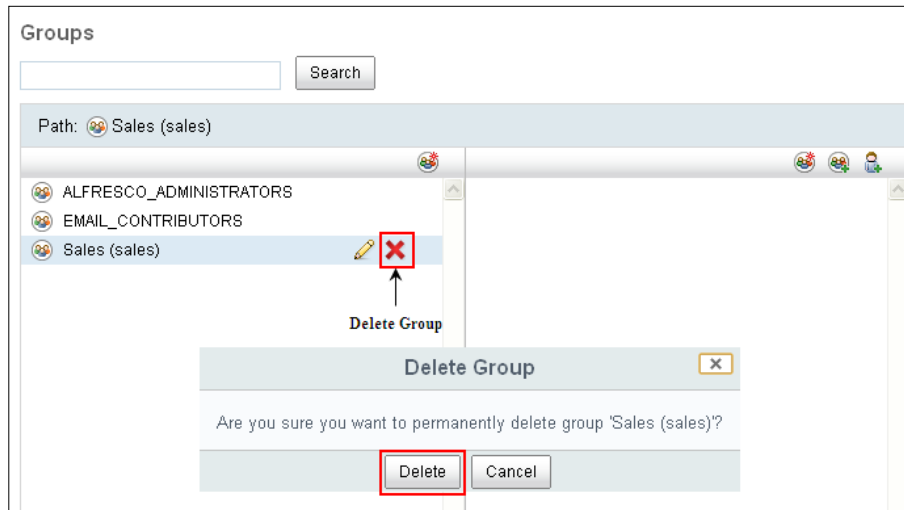 Groups
Search
Path: Sales (sales)
ALFRESCO_ADMINISTRATORS
EMAIL_CONTRIBUTORS
Sales (sales)
Delete Group
Delete Group
Are you sure you want to permanently delete group 'Sales (sales)'?
Delete Cancel